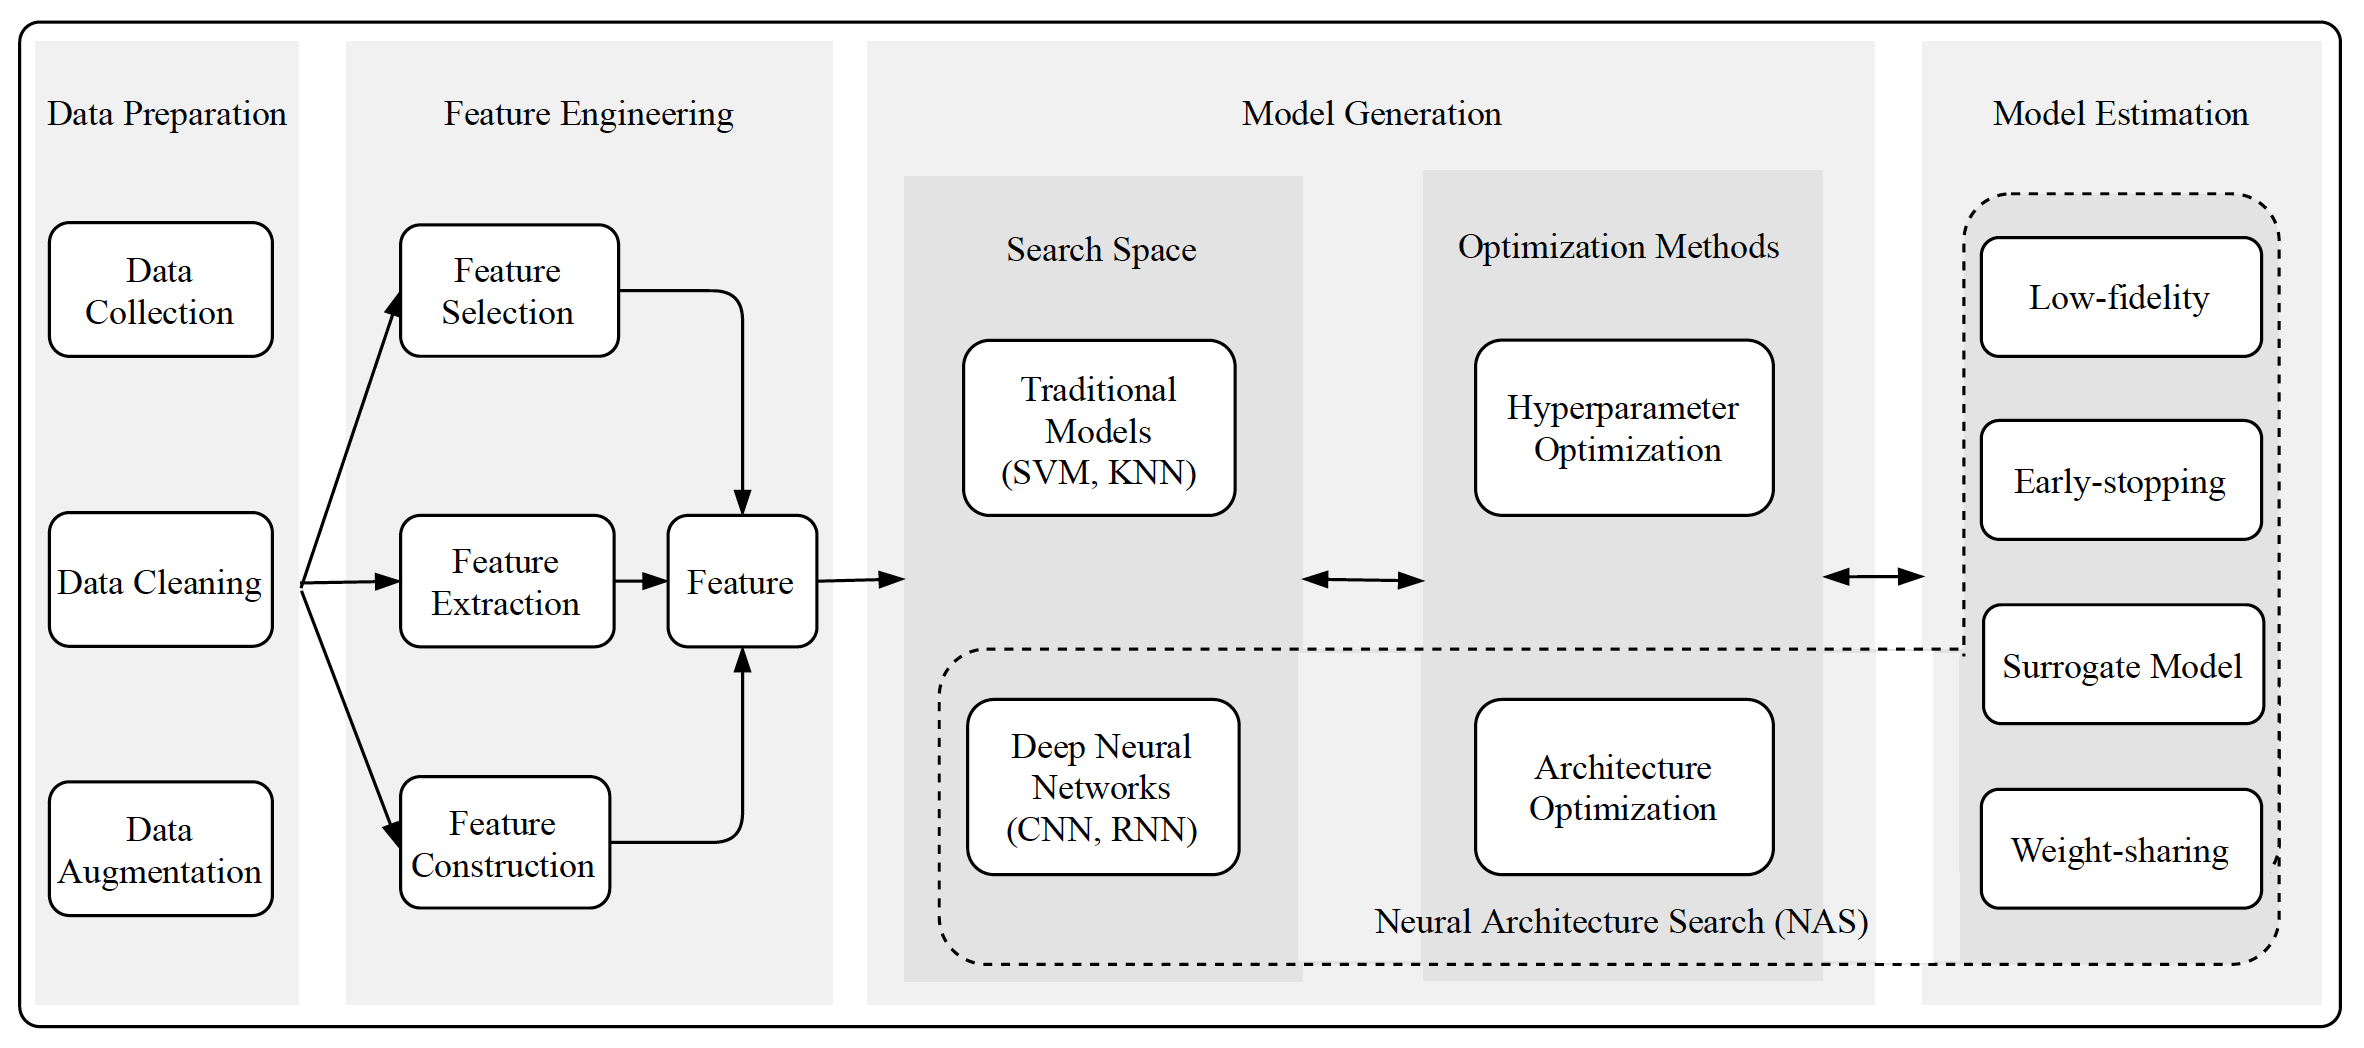 Data Preparation
Data
Collection
Data Cleaning
Data
Augmentation
Feature Engineering
Feature
Selection
Feature
Extraction
Feature
Construction
Feature
Model Generation
Search Space
Traditional
Models
(SVM, KNN)
Deep Neural
Networks
(CNN, RNN)
Optimization Methods
Hyperparameter
Optimization
Architecture
Optimization
Neural Architecture Search (NAS)
Model Estimation
Low-fidelity
Early-stopping
Surrogate Model
Weight-sharing